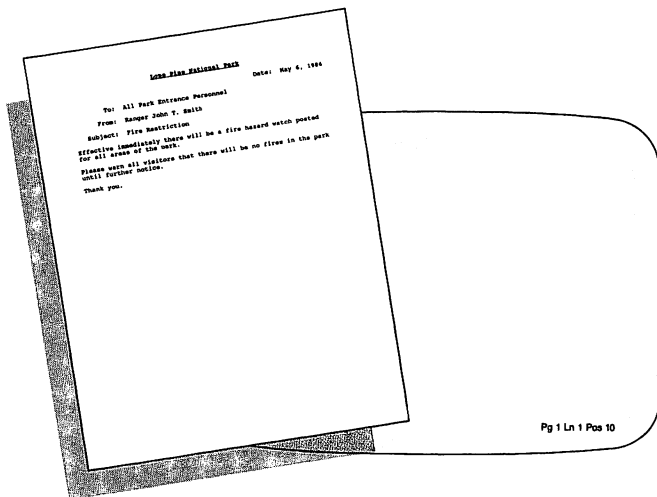 Lone Pine National Park
Date: May 6, 1986
To: All Park Entrance Personnel
From: Ranger John T. Smith
Subject: Fire Restriction
Effective immediately there will be a fire hazard watch posted
for all areas of the park.
Please warn all visitors that there will be no fires in the park
until further notice.
Thank you.
Pg 1 Ln 1 Pos 10